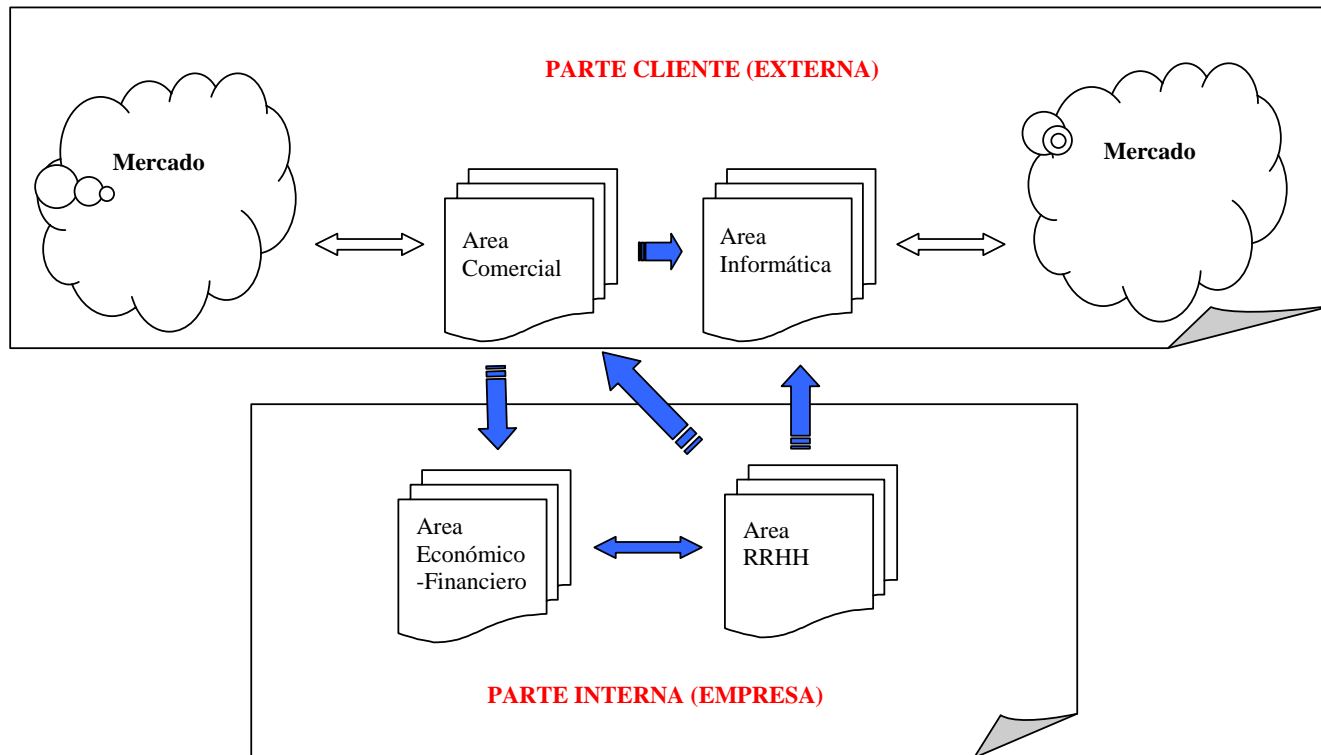 PARTE CLIENTE (EXTERNA)
Mercado
Mercado
Area
Comercial
Area
Informática
Area
Económico
-Financiero
Area
RRHH
PARTE INTERNA (EMPRESA)